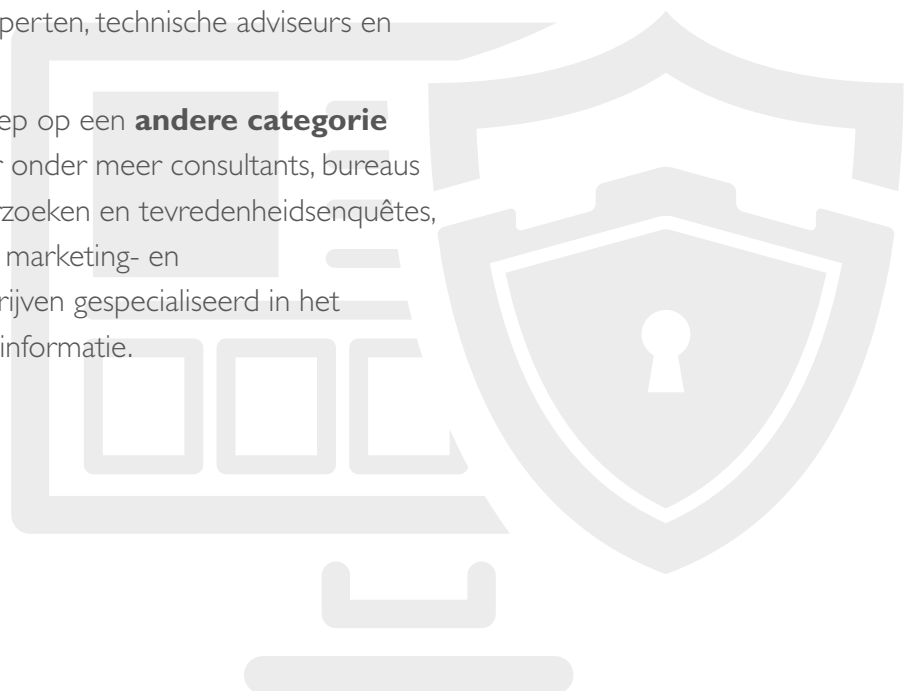 perten, technische adviseurs en
ep op een andere categorie
r onder meer consultants, bureaus
rzoeken en tevredenheidsenquêtes,
marketing- en
rijven gespecialiseerd in het
informatie.